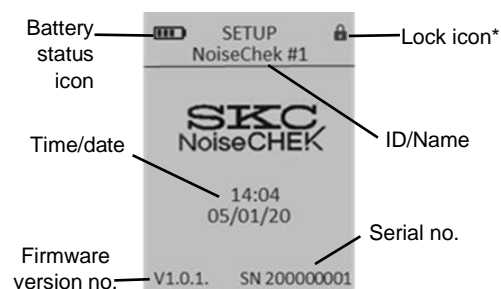 Battery
status
icon
SETUP
NoiseChek #1
Lock icon*
SKC
NoiseCHEK
ID/Name
Time/date
14:04
05/01/20
Serial no.
Firmware
version no.
V1.0.1.
SN 200000001